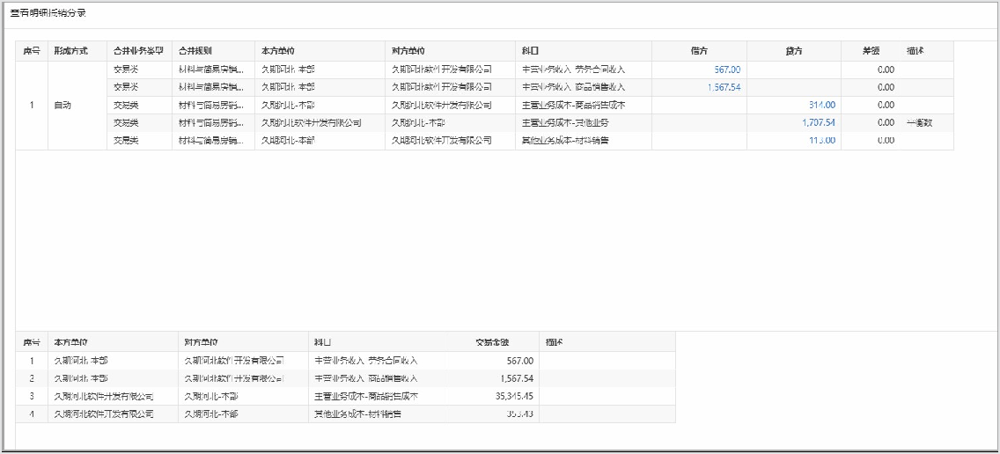 查看明细抵销分录
序号 形成方式 合并业务类型 合并规则 本方单位 对方单位 科目 借方 贷方 差额 描述
交易类 材料与简易房销... 久期河北-本部 久期河北软件开发有限公司 主营业务收入-劳务合同收入 567.00 0.00
交易类 材料与简易房销... 久期河北-本部 久期河北软件开发有限公司 主营业务收入-商品销售收入 1,567.54 0.00
1 自动 交易类 材料与简易房销... 久期河北-本部 久期河北软件开发有限公司 主营业务成本-商品销售成本 314.00 0.00
交易类 材料与简易房销... 久期河北软件开发有限公司 久期河北-本部 主营业务成本-其他业务 1,707.54 0.00 平衡数
交易类 材料与简易房销... 久期河北-本部 久期河北软件开发有限公司 其他业务成本-材料销售 113.00 0.00
序号 本方单位 对方单位 科目 交易金额 描述
1 久期河北-本部 久期河北软件开发有限公司 主营业务收入-劳务合同收入 567.00
2 久期河北-本部 久期河北软件开发有限公司 主营业务收入-商品销售收入 1,567.54
3 久期河北软件开发有限公司 久期河北-本部 主营业务成本-商品销售成本 35,345.45
4 久期河北软件开发有限公司 久期河北-本部 其他业务成本-材料销售 353.43